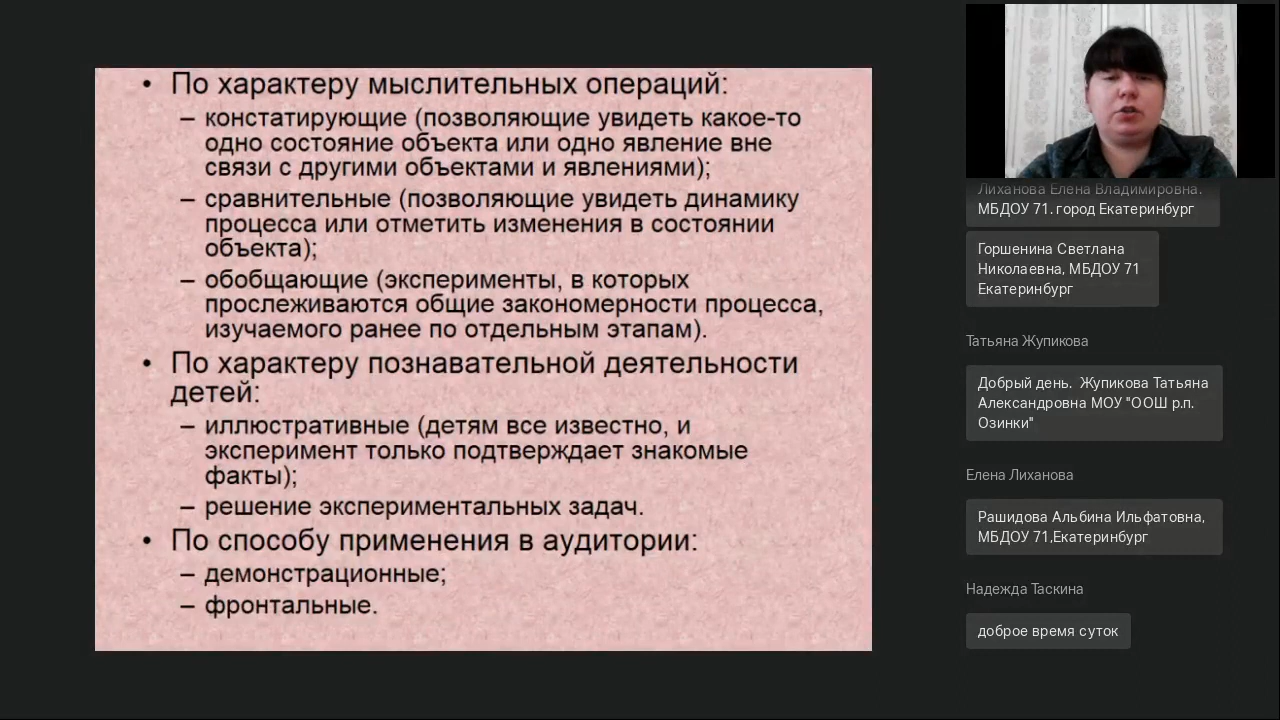 • По характеру мыслительных операций:
– констатирующие (позволяющие увидеть какое-то
одно состояние объекта или одно явление вне
связи с другими объектами и явлениями);
– сравнительные (позволяющие увидеть динамику
процесса или отметить изменения в состоянии
объекта);
– обобщающие (эксперименты, в которых
прослеживаются общие закономерности процесса,
изучаемого ранее по отдельным этапам).
• По характеру познавательной деятельности
детей:
– иллюстративные (детям все известно, и
эксперимент только подтверждает знакомые
факты);
– решение экспериментальных задач.
• По способу применения в аудитории:
– демонстрационные;
– фронтальные.
Лиханова Елена Владимировна.
МБДОУ 71. город Екатеринбург
Горшенина Светлана
Николаевна, МБДОУ 71
Екатеринбург
Татьяна Жупикова
Добрый день. Жупикова Татьяна
Александровна МОУ "ООШ р.п.
Озинки"
Елена Лиханова
Рашидова Альбина Ильфатовна,
МБДОУ 71,Екатеринбург
Надежда Таскина
доброе время суток